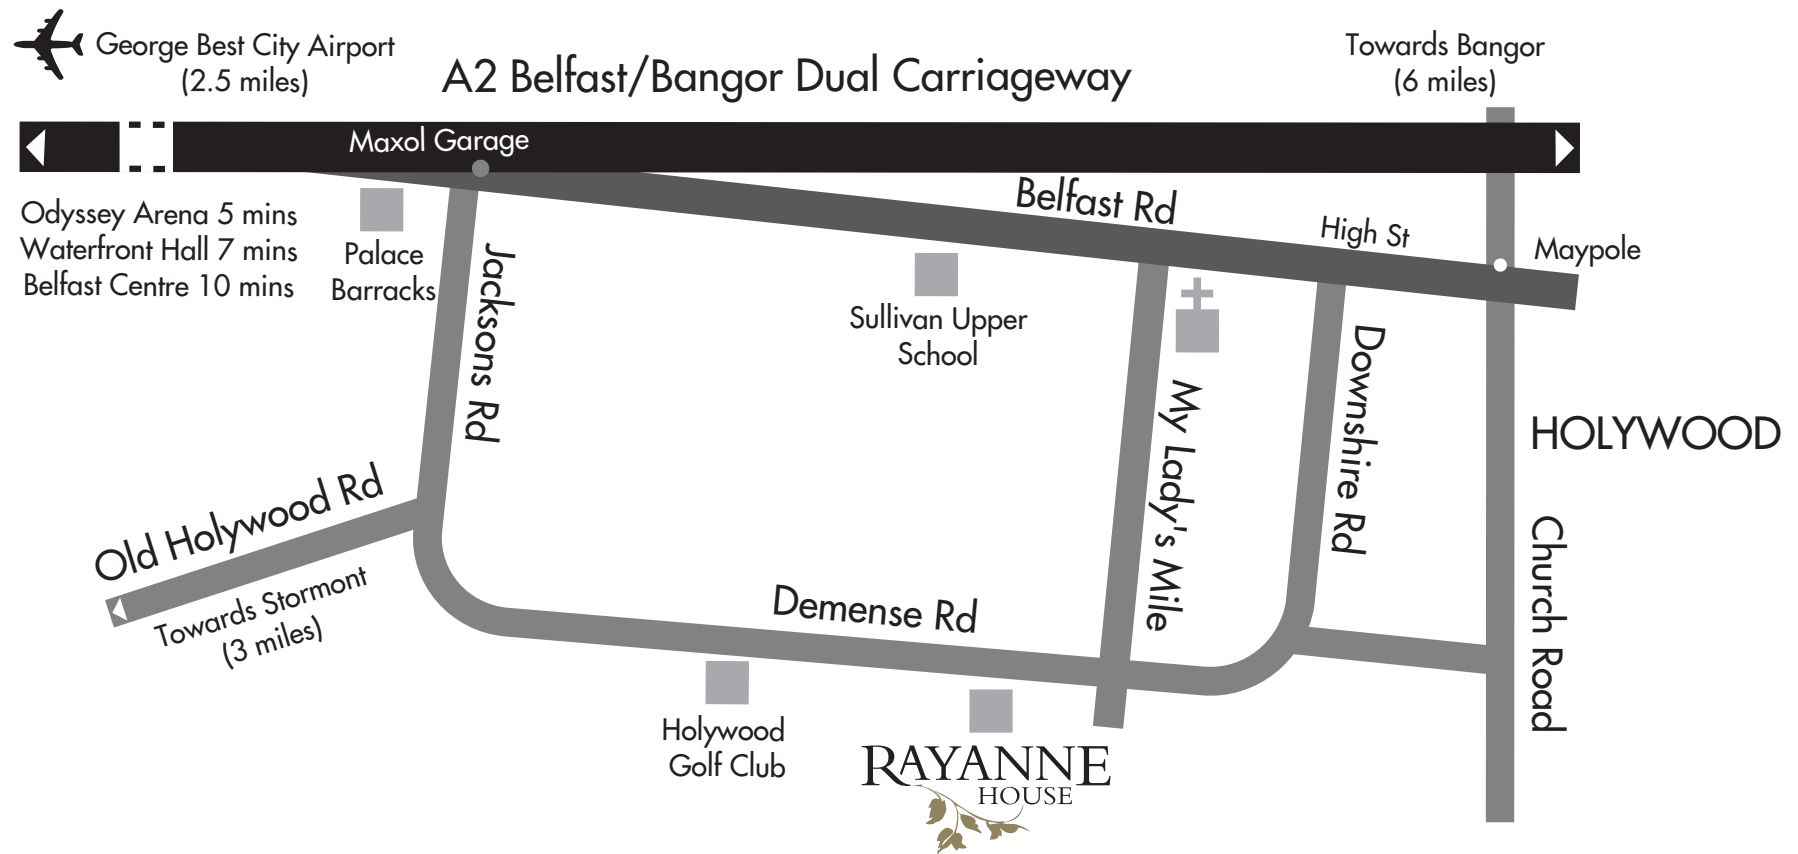 George Best City Airport
(2.5 miles)
A2 Belfast/Bangor Dual Carriageway
Towards Bangor
(6 miles)
Maxol Garage
Odyssey Arena 5 mins
Waterfront Hall 7 mins
Belfast Centre 10 mins
Palace
Barracks
Jacksons Rd
Belfast Rd
High St
Maypole
Sullivan Upper
School
My Lady's Mile
Downshire Rd
HOLYWOOD
Church Road
Old Holywood Rd
Towards Stormont
(3 miles)
Demense Rd
Holywood
Golf Club
RAYANNE
HOUSE